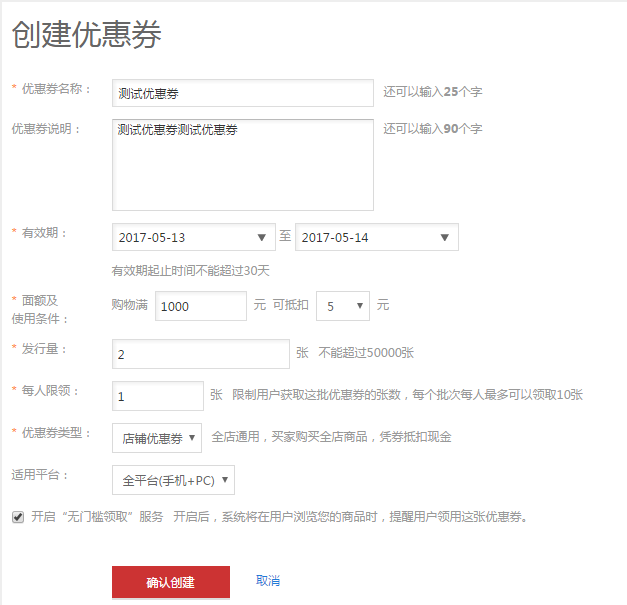 创建优惠券
* 优惠券名称： 测试优惠券 还可以输入25个字
优惠券说明： 测试优惠券测试优惠券 还可以输入90个字
* 有效期： 2017-05-13 至 2017-05-14
有效期起止时间不能超过30天
* 面额及
使用条件： 购物满 1000 元 可抵扣 5 元
* 发行量： 2 张 不能超过50000张
* 每人限领： 1 张 限制用户获取这批优惠券的张数，每个批次每人最多可以领取10张
* 优惠券类型： 店铺优惠券 全店通用，买家购买全店商品，凭券抵扣现金
适用平台： 全平台(手机+PC)
开启“无门槛领取”服务 开启后，系统将在用户浏览您的商品时，提醒用户领用这张优惠券。
确认创建 取消